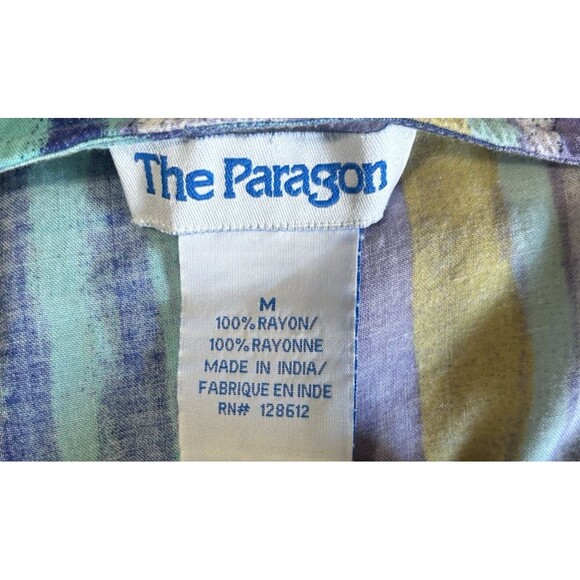 The Paragon
M
100% RAYON/
100% RAYONNE
MADE IN INDIA/
FABRIQUE EN INDE
RN# 128612